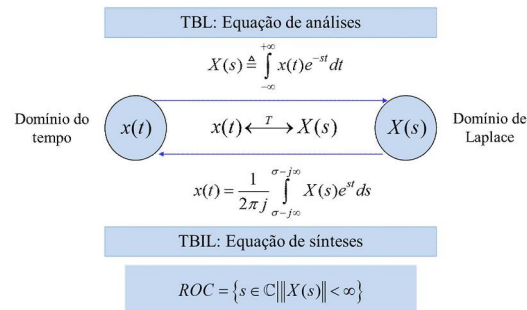 TBL: Equação de análises
X(s) ≜ ∫_{-∞}^{+∞} x(t)e^{-st} dt
Domínio do
tempo
x(t)
x(t) ⟷^{T} X(s)
X(s)
Domínio de
Laplace
x(t) = \frac{1}{2πj} ∫_{σ-j∞}^{σ-j∞} X(s)e^{st} ds
TBIL: Equação de sínteses
ROC = {s ∈ ℂ | ‖X(s)‖ < ∞}